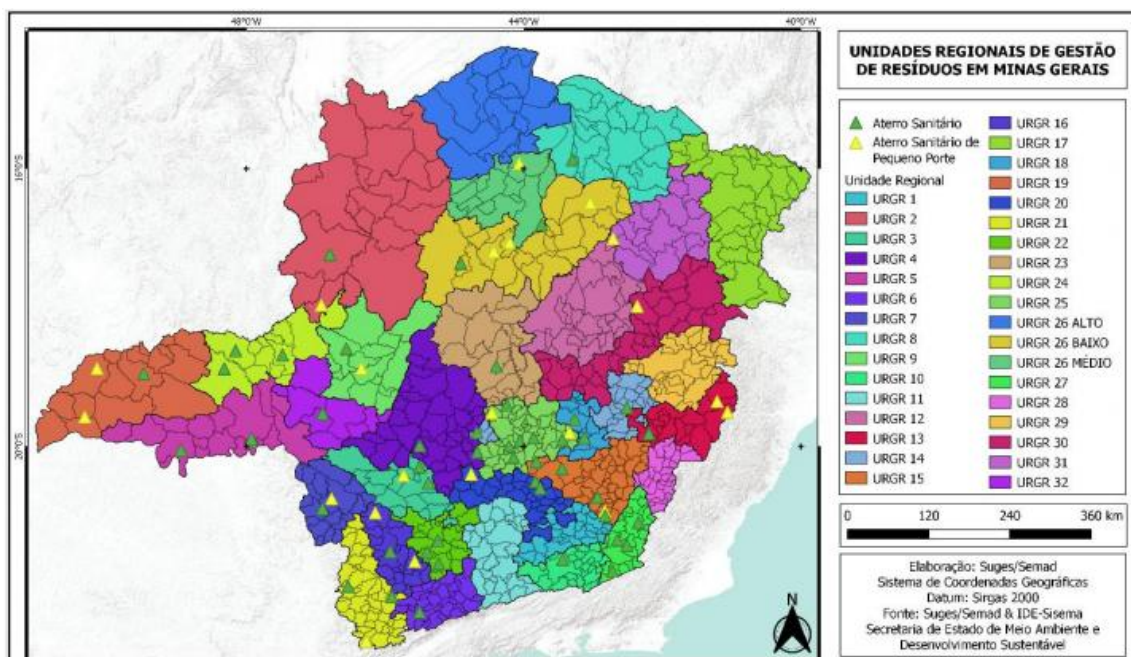 48°0'W 44°0'W 40°0'W
16°S
20°S
UNIDADES REGIONAIS DE GESTÃO
DE RESÍDUOS EM MINAS GERAIS
Aterro Sanitário
Aterro Sanitário de
Pequeno Porte
Unidade Regional
URGR 1
URGR 2
URGR 3
URGR 4
URGR 5
URGR 6
URGR 7
URGR 8
URGR 9
URGR 10
URGR 11
URGR 12
URGR 13
URGR 14
URGR 15
URGR 16
URGR 17
URGR 18
URGR 19
URGR 20
URGR 21
URGR 22
URGR 23
URGR 24
URGR 25
URGR 26 ALTO
URGR 26 BAIXO
URGR 26 MÉDIO
URGR 27
URGR 28
URGR 29
URGR 30
URGR 31
URGR 32
0 120 240 360 km
N
Elaboração: Suges/Semad
Sistema de Coordenadas Geográficas
Datum: Sirgas 2000
Fonte: Suges/Semad & IDE-Sisema
Secretaria de Estado de Meio Ambiente e
Desenvolvimento Sustentável